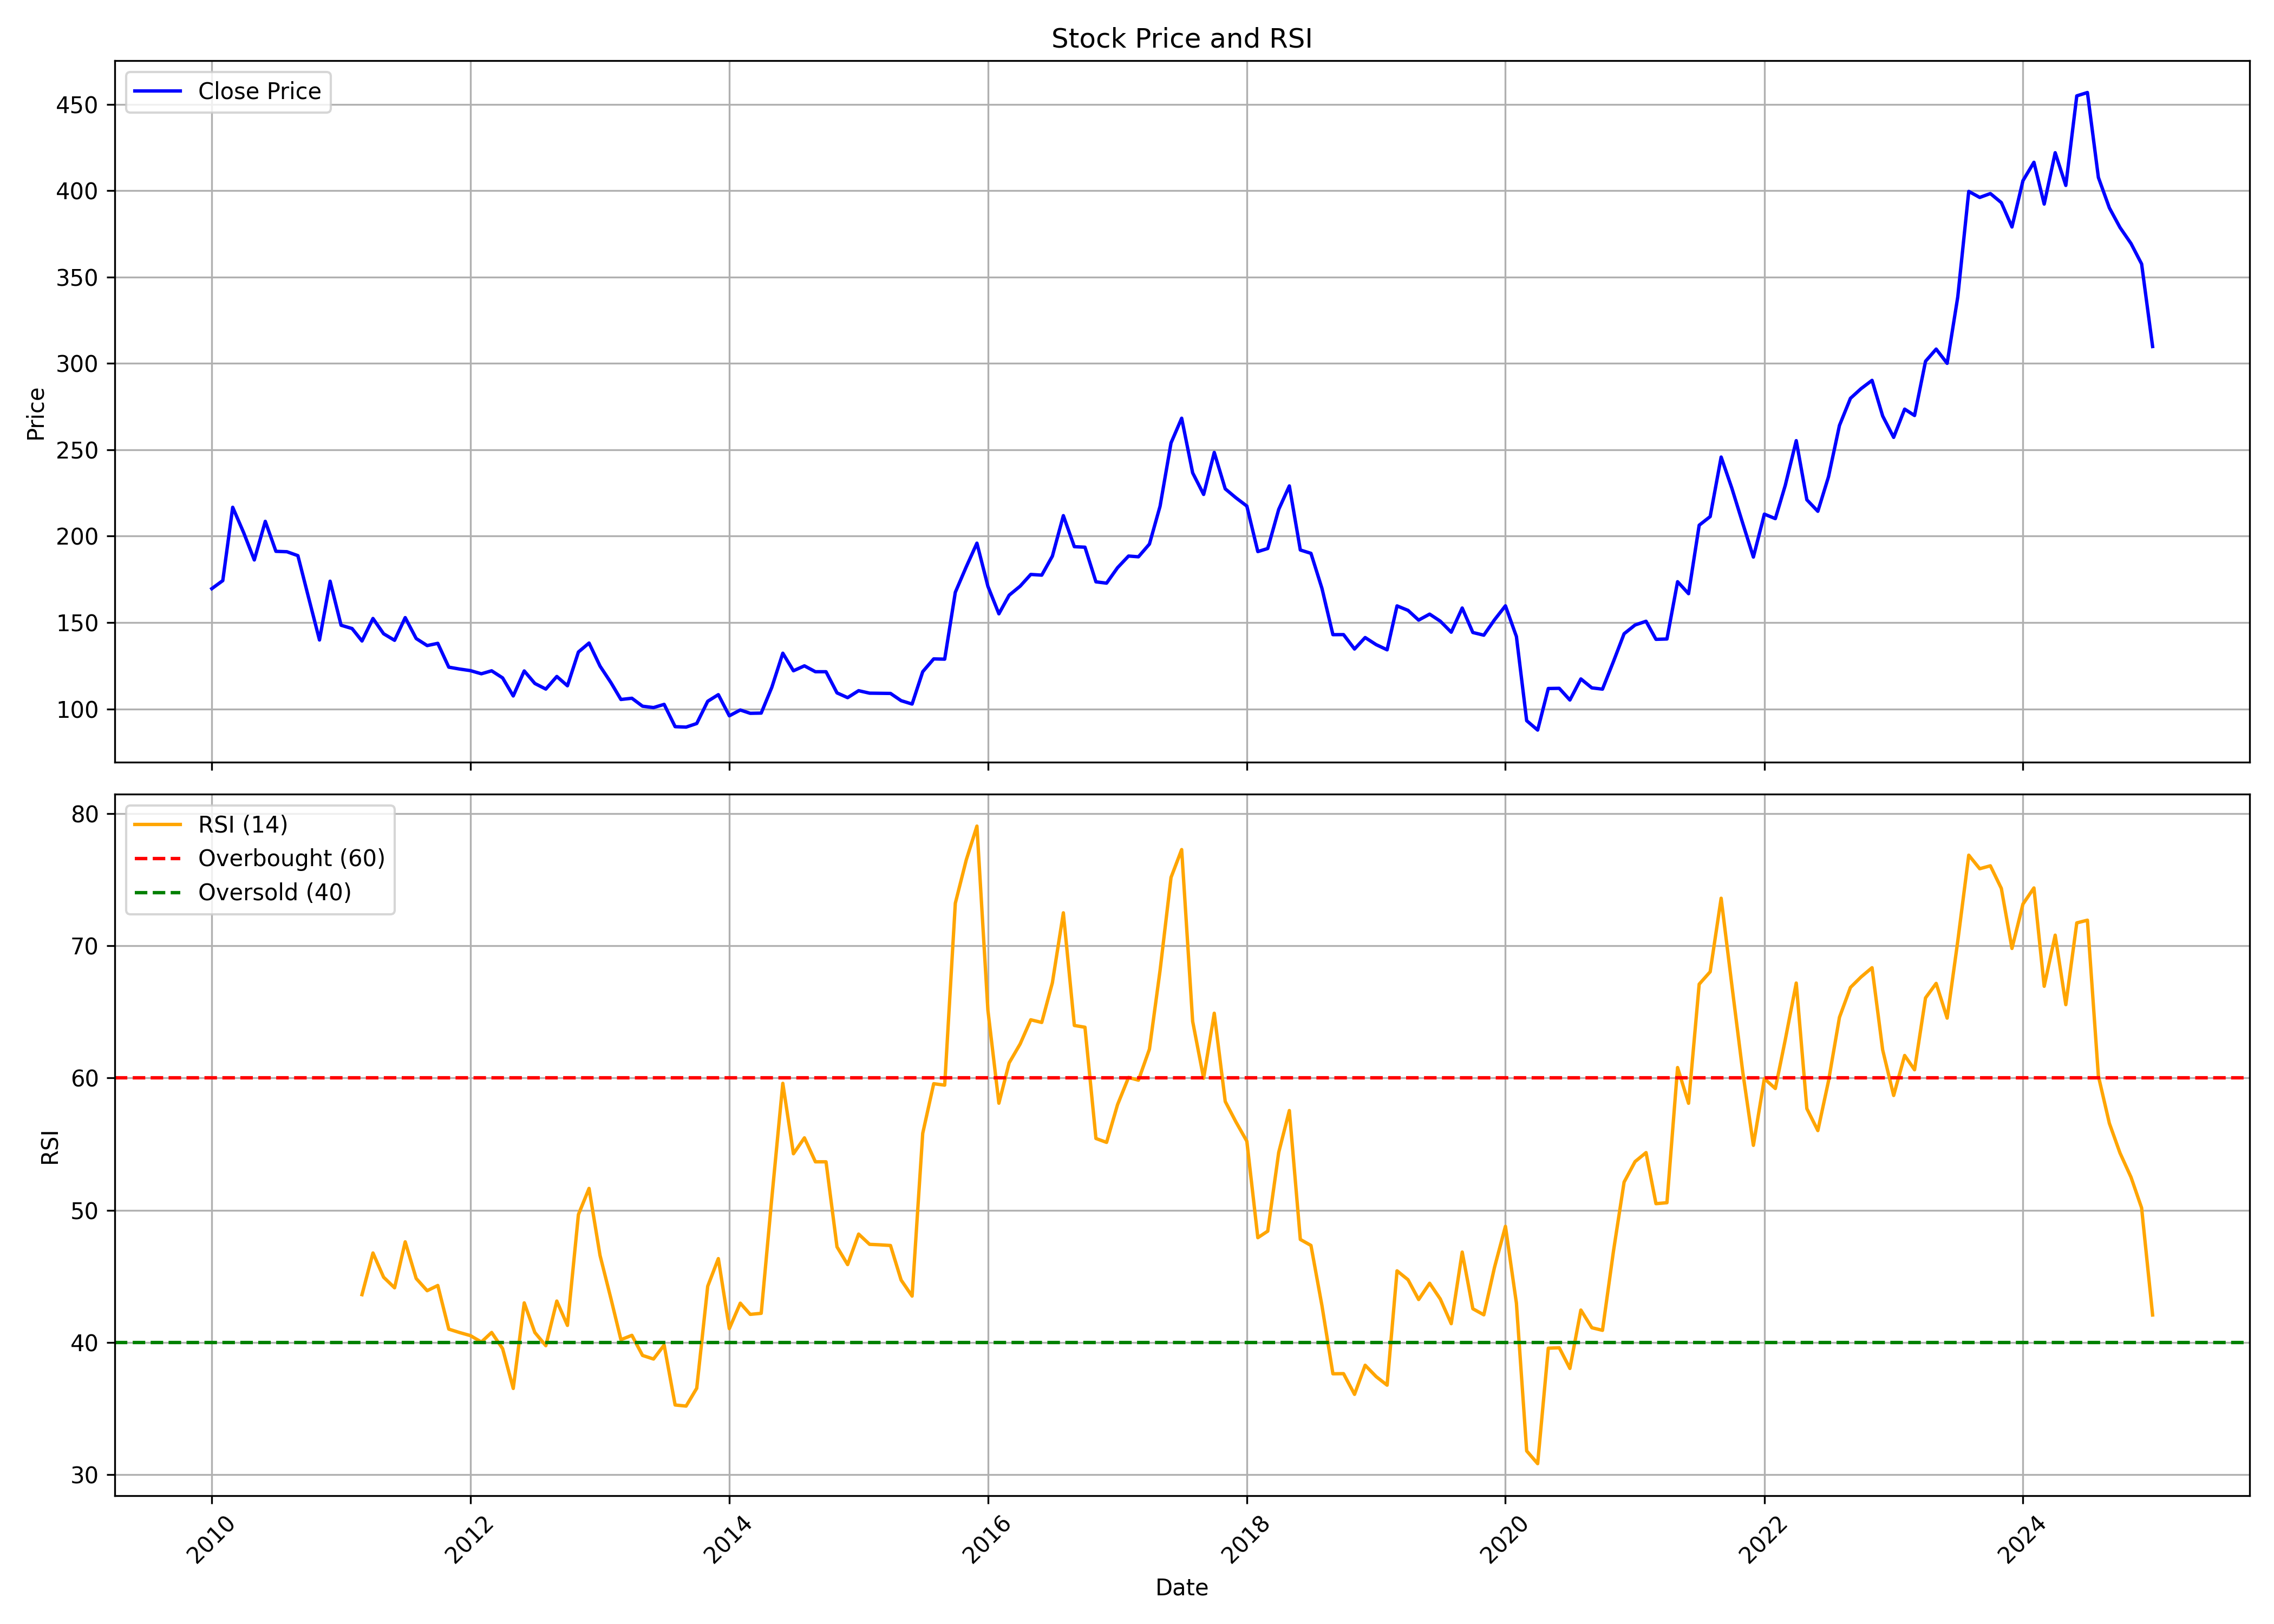 Stock Price and RSI
Close Price
450
400
350
300
250
200
150
100
Price
RSI (14)
Overbought (60)
Oversold (40)
80
70
60
50
40
30
RSI
2010 2012 2014 2016 2018 2020 2022 2024
Date